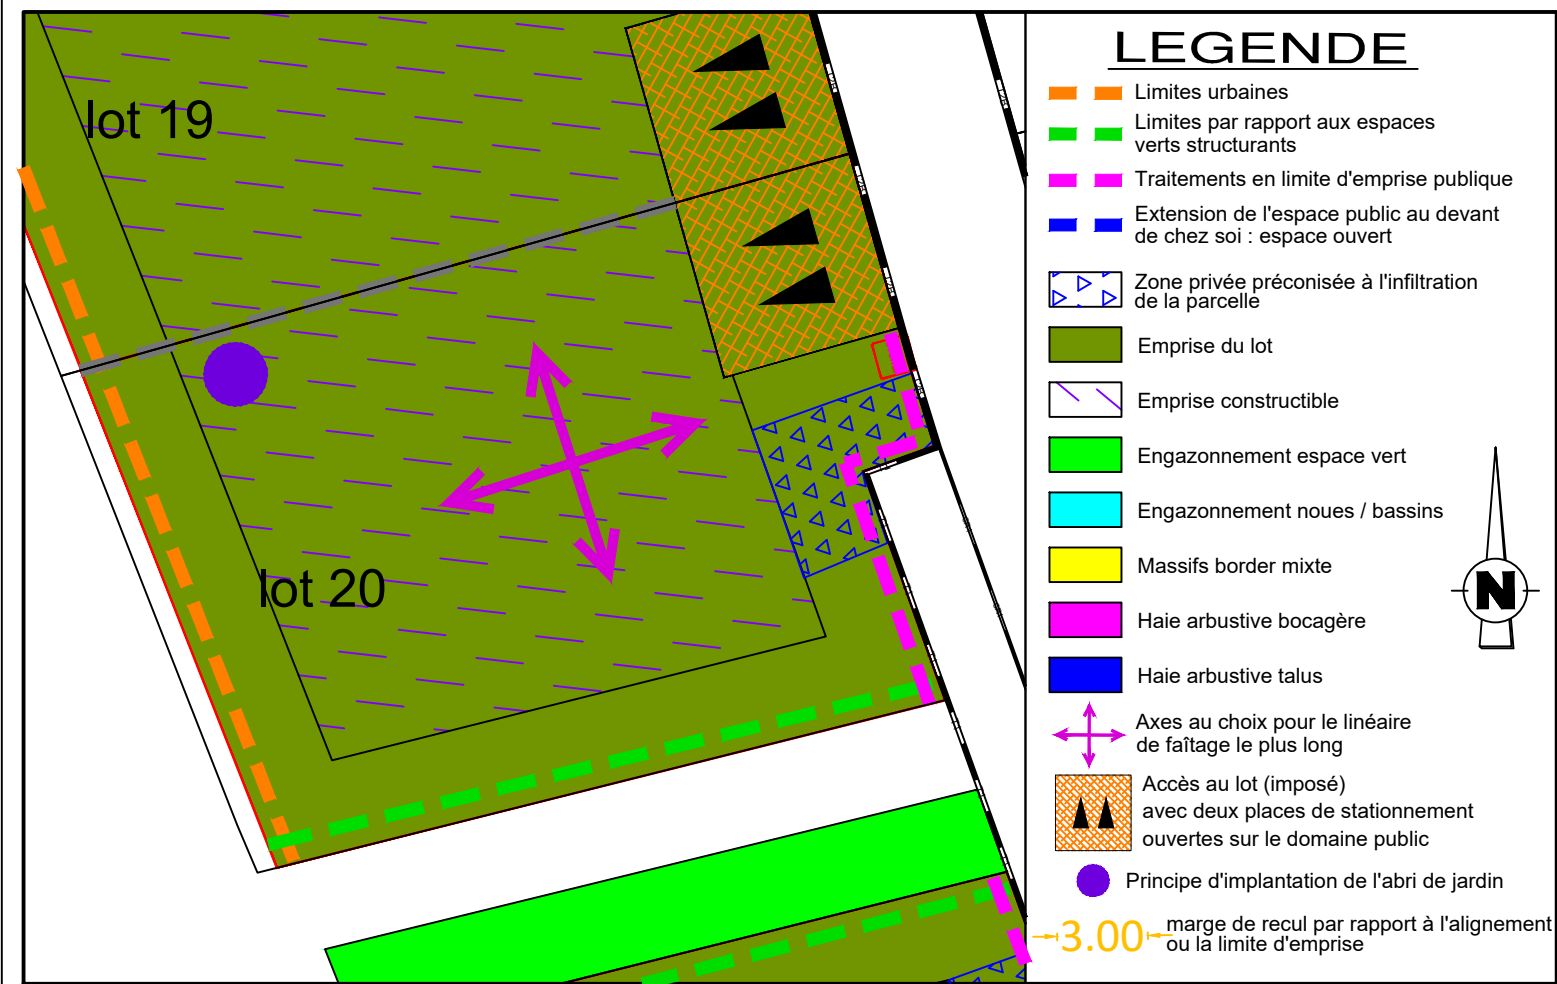 lot 19
lot 20
LEGENDE
Limites urbaines
Limites par rapport aux espaces
verts structurants
Traitements en limite d'emprise publique
Extension de l'espace public au devant
de chez soi : espace ouvert
Zone privée préconisée à l'infiltration
de la parcelle
Emprise du lot
Emprise constructible
Engazonnement espace vert
Engazonnement noues / bassins
Massifs border mixte
Haie arbustive bocagère
Haie arbustive talus
Axes au choix pour le linéaire
de faîtage le plus long
Accès au lot (imposé)
avec deux places de stationnement
ouvertes sur le domaine public
Principe d'implantation de l'abri de jardin
3.00
marge de recul par rapport à l'alignement
ou la limite d'emprise
N